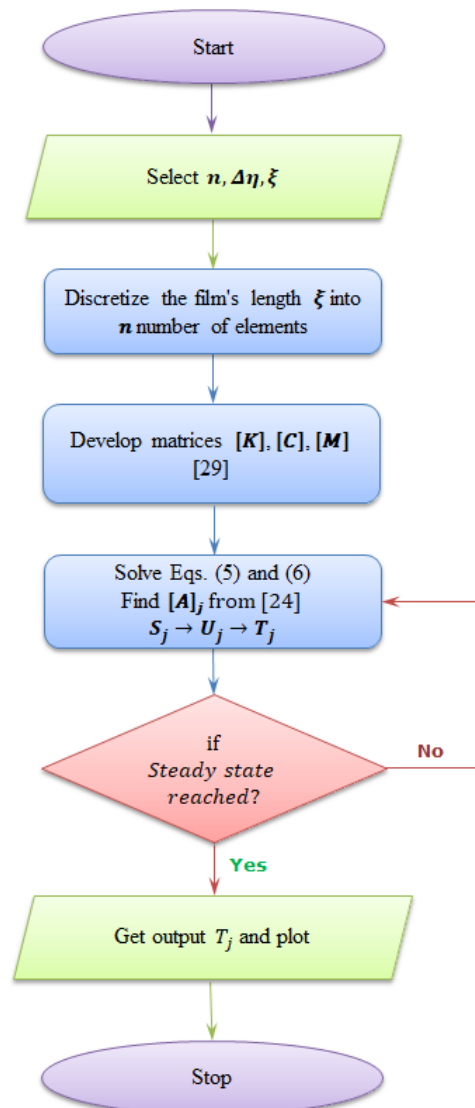 Start
Select n, Δη, ξ
Discretize the film's length ξ into
n number of elements
Develop matrices [K], [C], [M]
[29]
Solve Eqs. (5) and (6)
Find [A]j from [24]
Sj → Uj → Tj
if
Steady state
reached?
No
Yes
Get output Tj and plot
Stop